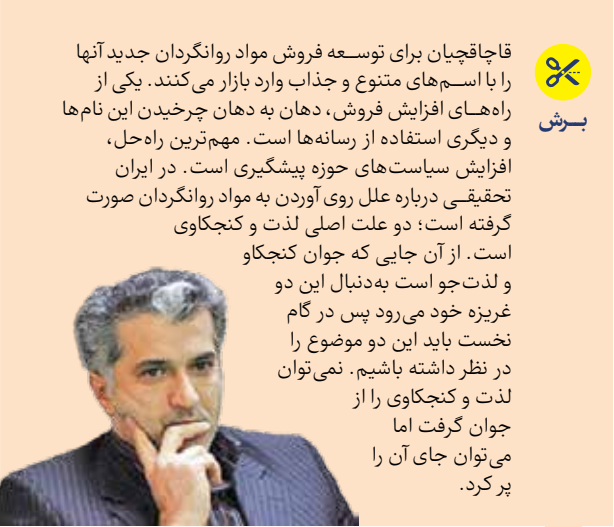 برش
قاچاقچیان برای توسعه فروش مواد روانگردان جدید آنها
را با اسم‌های متنوع و جذاب وارد بازار می‌کنند. یکی از
راه‌های افزایش فروش، دهان به دهان چرخیدن این نام‌ها
و دیگری استفاده از رسانه‌ها است. مهم‌ترین راه‌حل،
افزایش سیاست‌های حوزه پیشگیری است. در ایران
تحقیقی درباره علل روی آوردن به مواد روانگردان صورت
گرفته است؛ دو علت اصلی لذت و کنجکاوی
است. از آن جایی که جوان کنجکاو
و لذت‌جو است به‌دنبال این دو
غریزه خود می‌رود پس در گام
نخست باید این دو موضوع را
در نظر داشته باشیم. نمی‌توان
لذت و کنجکاوی را از
جوان گرفت اما
می‌توان جای آن را
پر کرد.